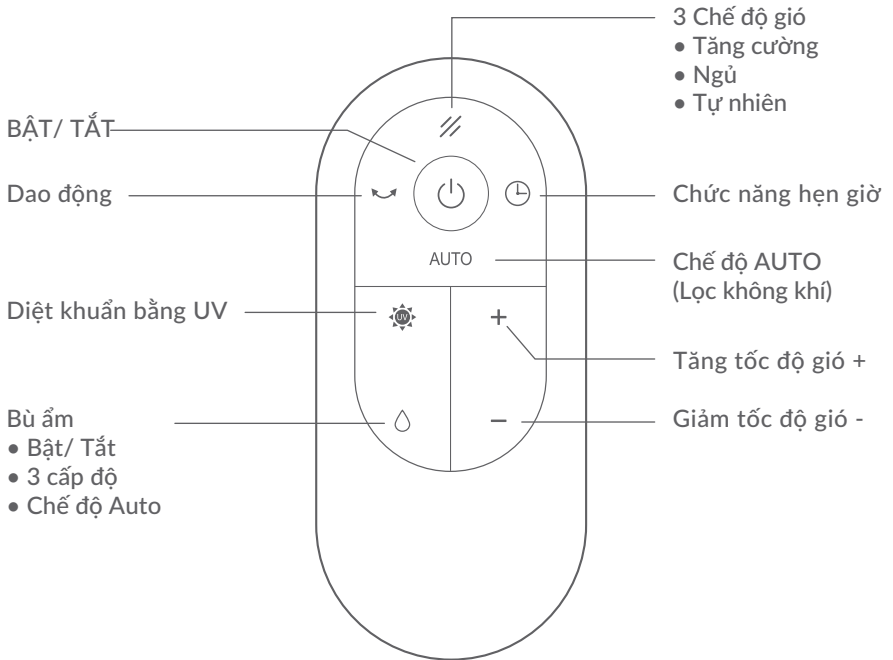 3 Chế độ gió
• Tăng cường
• Ngủ
• Tự nhiên
BẬT/ TẮT
Dao động
Chức năng hẹn giờ
AUTO
Chế độ AUTO
(Lọc không khí)
Diệt khuẩn bằng UV
UV
+
Tăng tốc độ gió +
Bù ẩm
• Bật/ Tắt
• 3 cấp độ
• Chế độ Auto
−
Giảm tốc độ gió -